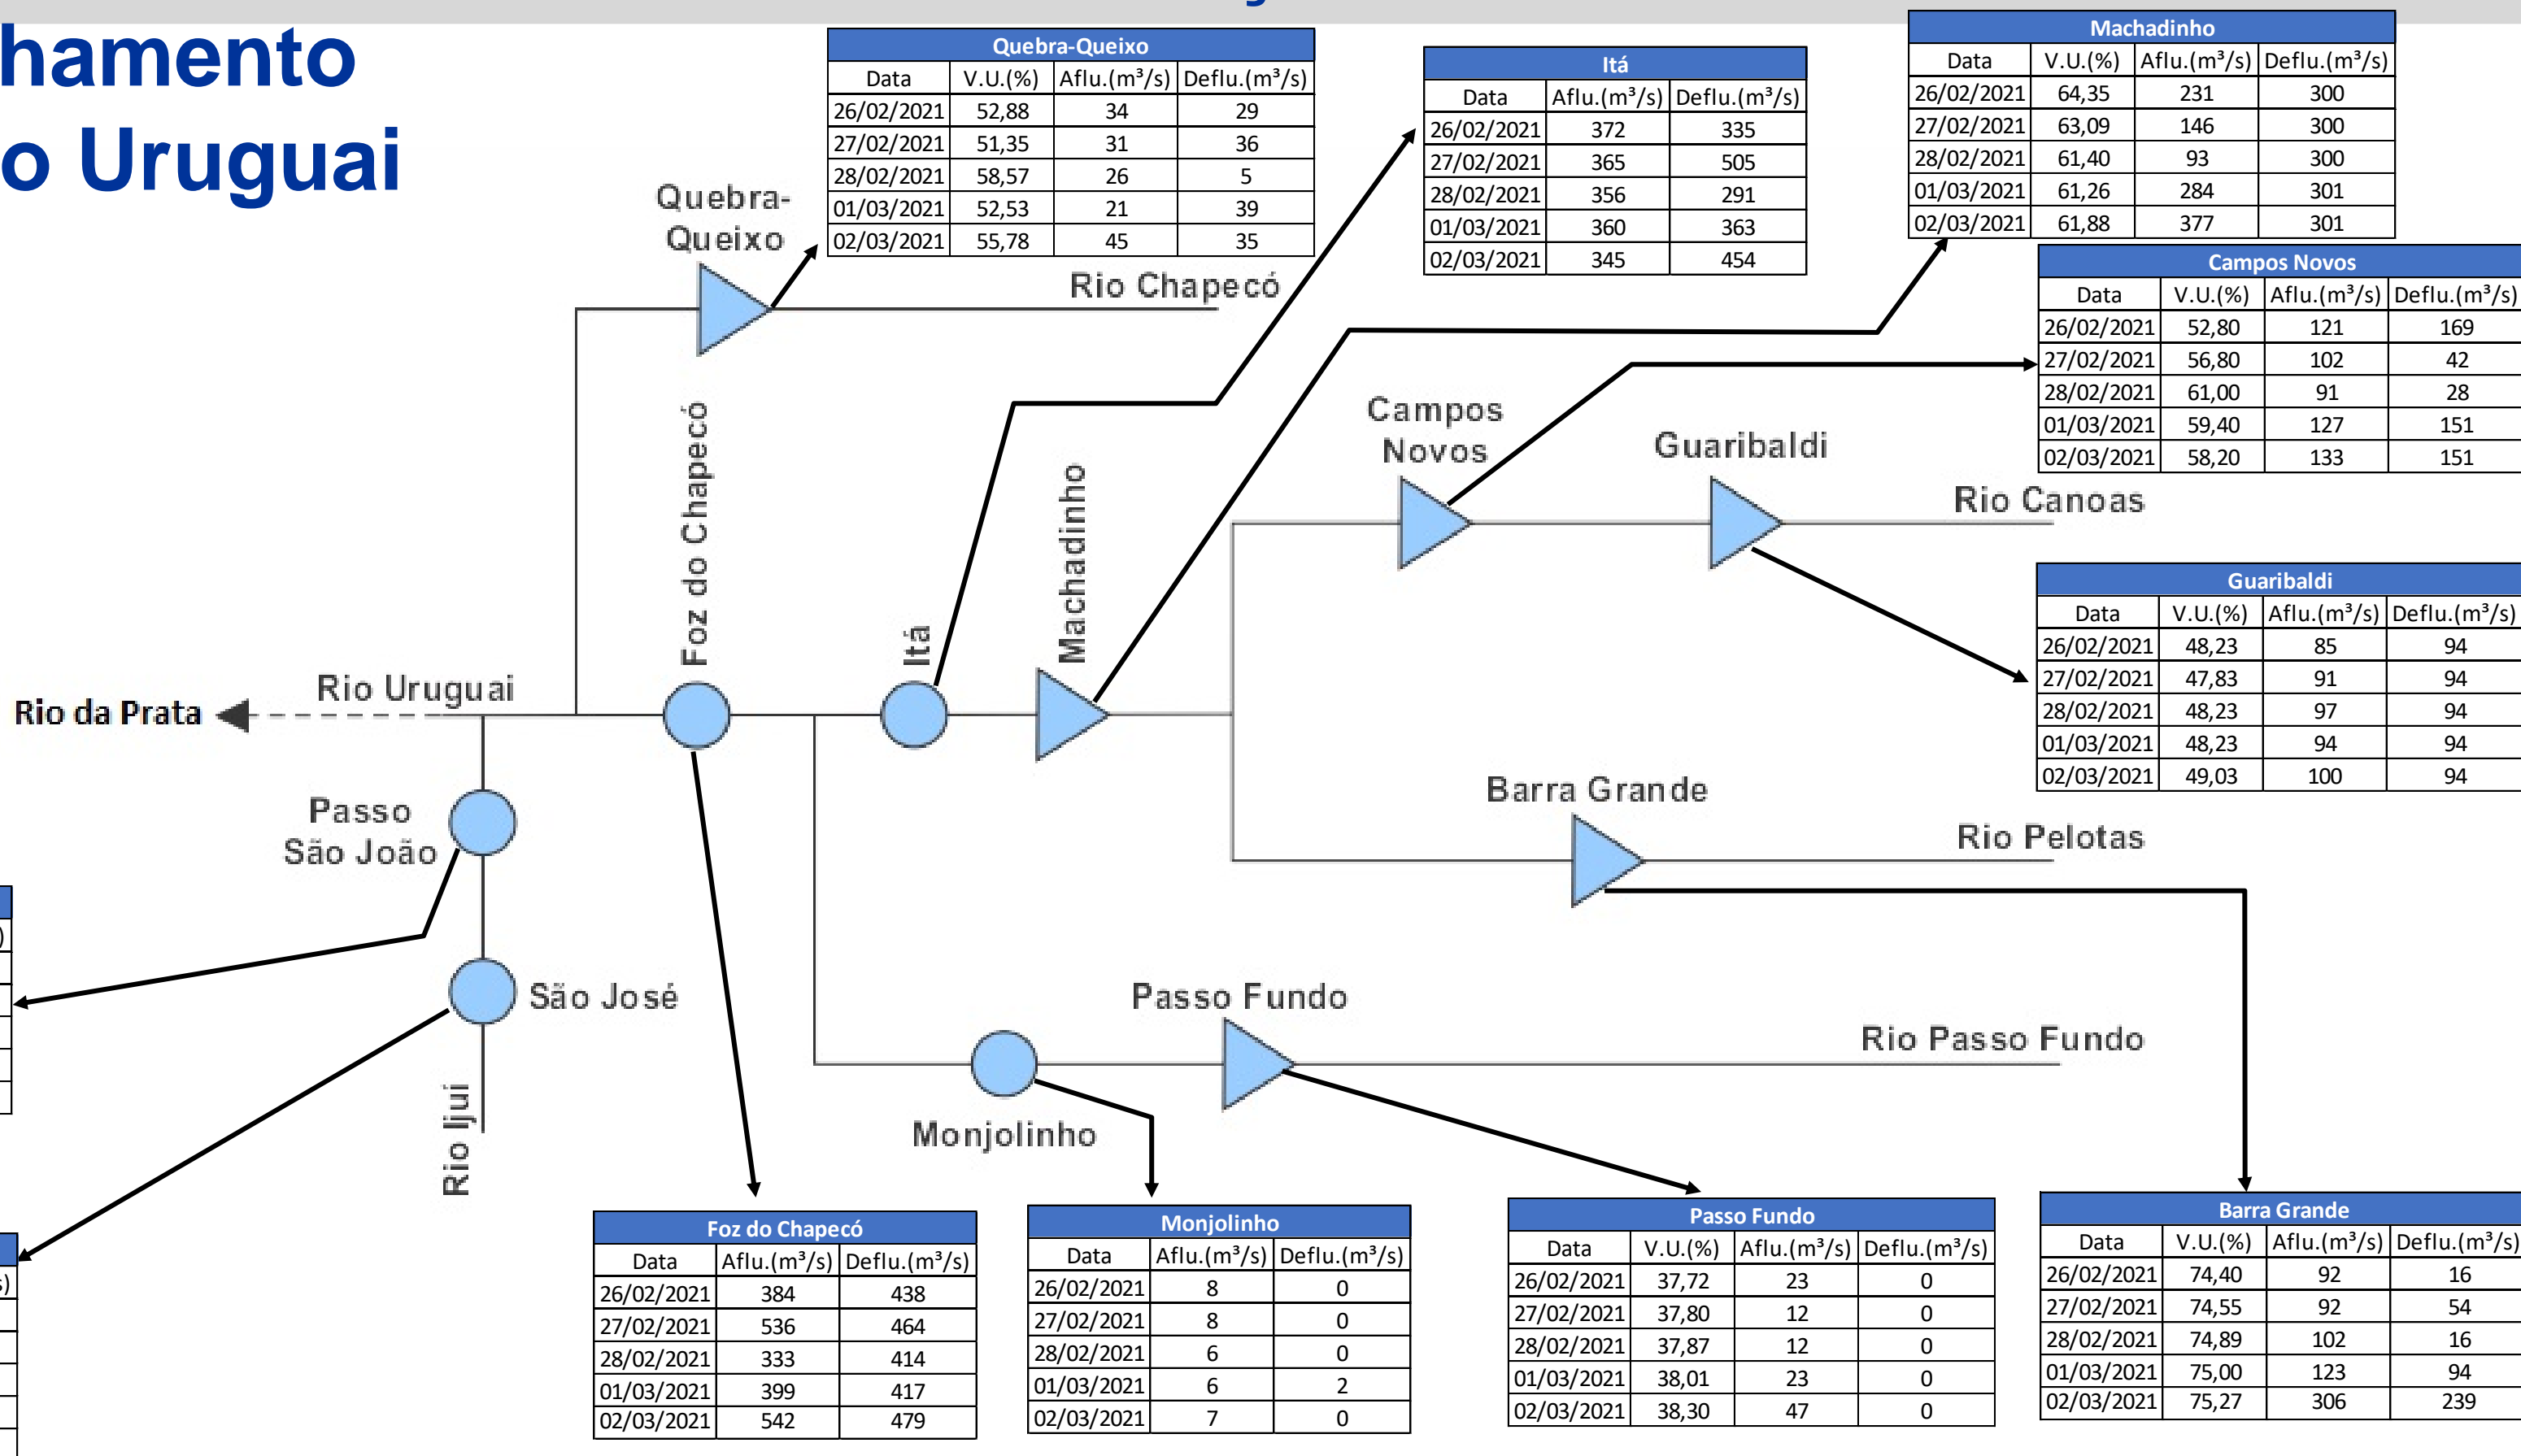 hamento
o Uruguai
Quebra-Queixo
Data V.U.(%) Aflu.(m³/s) Deflu.(m³/s)
26/02/2021 52,88 34 29
27/02/2021 51,35 31 36
28/02/2021 58,57 26 5
01/03/2021 52,53 21 39
02/03/2021 55,78 45 35
Itá
Data Aflu.(m³/s) Deflu.(m³/s)
26/02/2021 372 335
27/02/2021 365 505
28/02/2021 356 291
01/03/2021 360 363
02/03/2021 345 454
Machadinho
Data V.U.(%) Aflu.(m³/s) Deflu.(m³/s)
26/02/2021 64,35 231 300
27/02/2021 63,09 146 300
28/02/2021 61,40 93 300
01/03/2021 61,26 284 301
02/03/2021 61,88 377 301
Campos Novos
Data V.U.(%) Aflu.(m³/s) Deflu.(m³/s)
26/02/2021 52,80 121 169
27/02/2021 56,80 102 42
28/02/2021 61,00 91 28
01/03/2021 59,40 127 151
02/03/2021 58,20 133 151
Quebra-
Queixo
Rio Chapecó
Foz do Chapecó
Itá
Machadinho
Campos
Novos
Guaribaldi
Rio Canoas
Guaribaldi
Data V.U.(%) Aflu.(m³/s) Deflu.(m³/s)
26/02/2021 48,23 85 94
27/02/2021 47,83 91 94
28/02/2021 48,23 97 94
01/03/2021 48,23 94 94
02/03/2021 49,03 100 94
Rio da Prata
Rio Uruguai
Passo
São João
São José
Rio Ijui
Barra Grande
Rio Pelotas
Passo Fundo
Rio Passo Fundo
Monjolinho
Foz do Chapecó
Data Aflu.(m³/s) Deflu.(m³/s)
26/02/2021 384 438
27/02/2021 536 464
28/02/2021 333 414
01/03/2021 399 417
02/03/2021 542 479
Monjolinho
Data Aflu.(m³/s) Deflu.(m³/s)
26/02/2021 8 0
27/02/2021 8 0
28/02/2021 6 0
01/03/2021 6 2
02/03/2021 7 0
Passo Fundo
Data V.U.(%) Aflu.(m³/s) Deflu.(m³/s)
26/02/2021 37,72 23 0
27/02/2021 37,80 12 0
28/02/2021 37,87 12 0
01/03/2021 38,01 23 0
02/03/2021 38,30 47 0
Barra Grande
Data V.U.(%) Aflu.(m³/s) Deflu.(m³/s)
26/02/2021 74,40 92 16
27/02/2021 74,55 92 54
28/02/2021 74,89 102 16
01/03/2021 75,00 123 94
02/03/2021 75,27 306 239